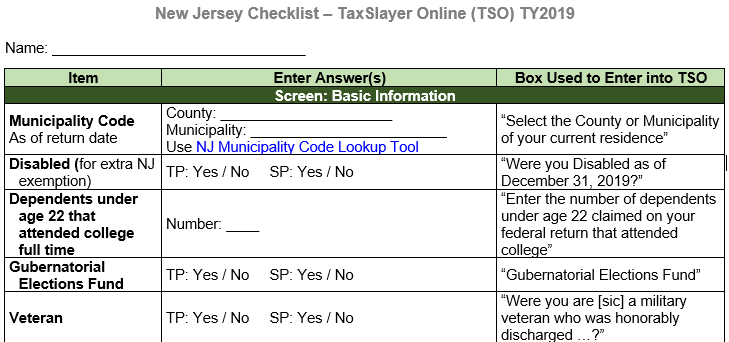 New Jersey Checklist – TaxSlayer Online (TSO) TY2019
Name: ______________________________
Item Enter Answer(s) Box Used to Enter into TSO
Screen: Basic Information
Municipality Code
As of return date
County: ____________________
Municipality: _______________________
Use NJ Municipality Code Lookup Tool
“Select the County or Municipality
of your current residence”
Disabled (for extra NJ
exemption)
TP: Yes / No SP: Yes / No
“Were you Disabled as of
December 31, 2019?”
Dependents under
age 22 that
attended college
full time
Number: ____
“Enter the number of dependents
under age 22 claimed on your
federal return that attended
college”
Gubernatorial
Elections Fund
TP: Yes / No SP: Yes / No
“Gubernatorial Elections Fund”
Veteran
TP: Yes / No SP: Yes / No
“Were you are [sic] a military
veteran who was honorably
discharged …?”